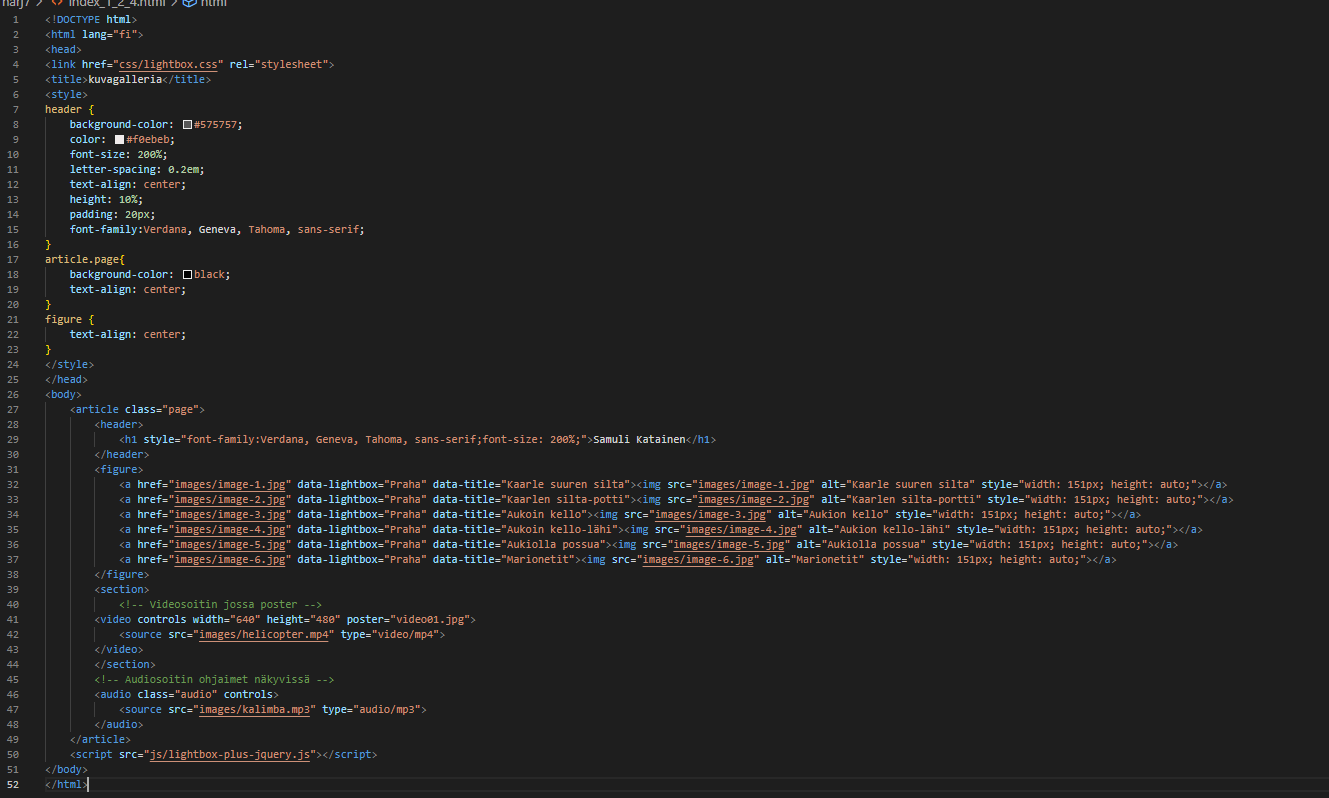 harj7 > index_1_2_4.html > html
1 <!DOCTYPE html>
2 <html lang="fi">
3 <head>
4 <link href="css/lightbox.css" rel="stylesheet">
5 <title>kuvagalleria</title>
6 <style>
7 header {
8     background-color: #575757;
9     color: #f0ebeb;
10     font-size: 200%;
11     letter-spacing: 0.2em;
12     text-align: center;
13     height: 10%;
14     padding: 20px;
15     font-family:Verdana, Geneva, Tahoma, sans-serif;
16 }
17 article.page{
18     background-color: black;
19     text-align: center;
20 }
21 figure {
22     text-align: center;
23 }
24 </style>
25 </head>
26 <body>
27     <article class="page">
28         <header>
29             <h1 style="font-family:Verdana, Geneva, Tahoma, sans-serif;font-size: 200%;">Samuli Katainen</h1>
30         </header>
31         <figure>
32             <a href="images/image-1.jpg" data-lightbox="Praha" data-title="Kaarle suuren silta"><img src="images/image-1.jpg" alt="Kaarle suuren silta" style="width: 151px; height: auto;"></a>
33             <a href="images/image-2.jpg" data-lightbox="Praha" data-title="Kaarlen silta-potti"><img src="images/image-2.jpg" alt="Kaarlen silta-portti" style="width: 151px; height: auto;"></a>
34             <a href="images/image-3.jpg" data-lightbox="Praha" data-title="Aukoin kello"><img src="images/image-3.jpg" alt="Aukion kello" style="width: 151px; height: auto;"></a>
35             <a href="images/image-4.jpg" data-lightbox="Praha" data-title="Aukoin kello-lähi"><img src="images/image-4.jpg" alt="Aukion kello-lähi" style="width: 151px; height: auto;"></a>
36             <a href="images/image-5.jpg" data-lightbox="Praha" data-title="Aukiolla possua"><img src="images/image-5.jpg" alt="Aukiolla possua" style="width: 151px; height: auto;"></a>
37             <a href="images/image-6.jpg" data-lightbox="Praha" data-title="Marionetit"><img src="images/image-6.jpg" alt="Marionetit" style="width: 151px; height: auto;"></a>
38         </figure>
39         <section>
40             <!-- Videosoitin jossa poster -->
41         <video controls width="640" height="480" poster="video01.jpg">
42             <source src="images/helicopter.mp4" type="video/mp4">
43         </video>
44         </section>
45         <!-- Audiosoitin ohjaimet näkyvissä -->
46         <audio class="audio" controls>
47             <source src="images/kalimba.mp3" type="audio/mp3">
48         </audio>
49     </article>
50     <script src="js/lightbox-plus-jquery.js"></script>
51 </body>
52 </html>